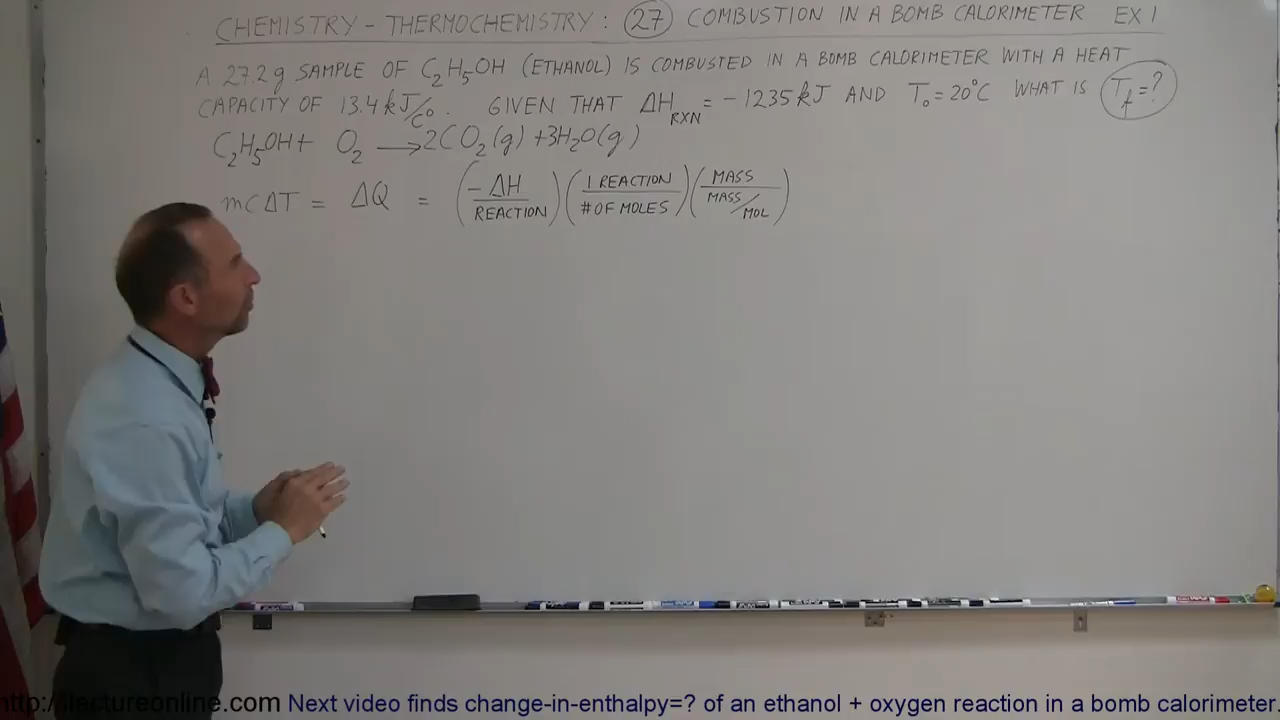 CHEMISTRY - THERMOCHEMISTRY: 27 COMBUSTION IN A BOMB CALORIMETER EX 1
A 27.2 g SAMPLE OF C₂H₅OH (ETHANOL) IS COMBUSTED IN A BOMB CALORIMETER WITH A HEAT
CAPACITY OF 13.4 kJ/C°. GIVEN THAT ΔH_RXN = -1235 kJ AND T₀ = 20°C WHAT IS T_f = ?
C₂H₅OH + O₂ → 2CO₂(g) + 3H₂O(g)
mCΔT = ΔQ = (-ΔH/REACTION)(1 REACTION/# OF MOLES)(MASS/MASS/MOL)
http://ilectureonline.com Next video finds change-in-enthalpy=? of an ethanol + oxygen reaction in a bomb calorimeter.